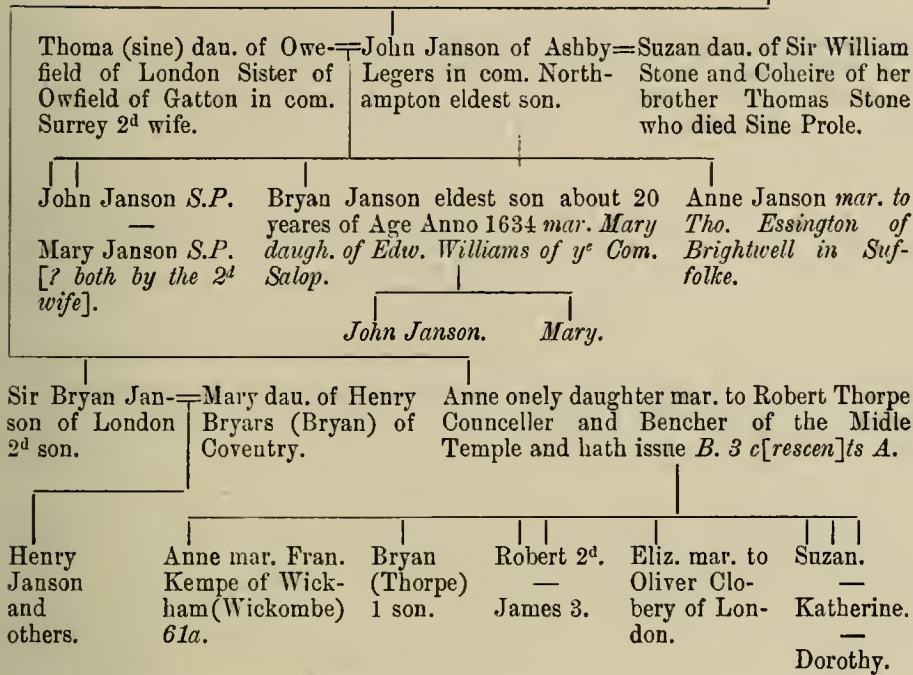 Thoma (sine) dau. of Owe-
field of London Sister of
Owfield of Gatton in com.
Surrey 2d wife.
John Janson of Ashby
Legers in com. North-
ampton eldest son.
Suzan dau. of Sir William
Stone and Coheire of her
brother Thomas Stone
who died Sine Prole.
John Janson S.P.
—
Mary Janson S.P.
[? both by the 2d
wife].
Bryan Janson eldest son about 20
yeares of Age Anno 1634 mar. Mary
daugh. of Edw. Williams of ye Com.
Salop.
Anne Janson mar. to
Tho. Essington of
Brightwell in Suf-
folke.
John Janson.
Mary.
Sir Bryan Jan-
son of London
2d son.
Mary dau. of Henry
Bryars (Bryan) of
Coventry.
Anne onely daughter mar. to Robert Thorpe
Counceller and Bencher of the Midle
Temple and hath issue B. 3 c[rescen]ts A.
Henry
Janson
and
others.
Anne mar. Fran.
Kempe of Wick-
ham (Wickombe)
61a.
Bryan
(Thorpe)
1 son.
Robert 2d.
—
James 3.
Eliz. mar. to
Oliver Clo-
bery of Lon-
don.
Suzan.
—
Katherine.
—
Dorothy.